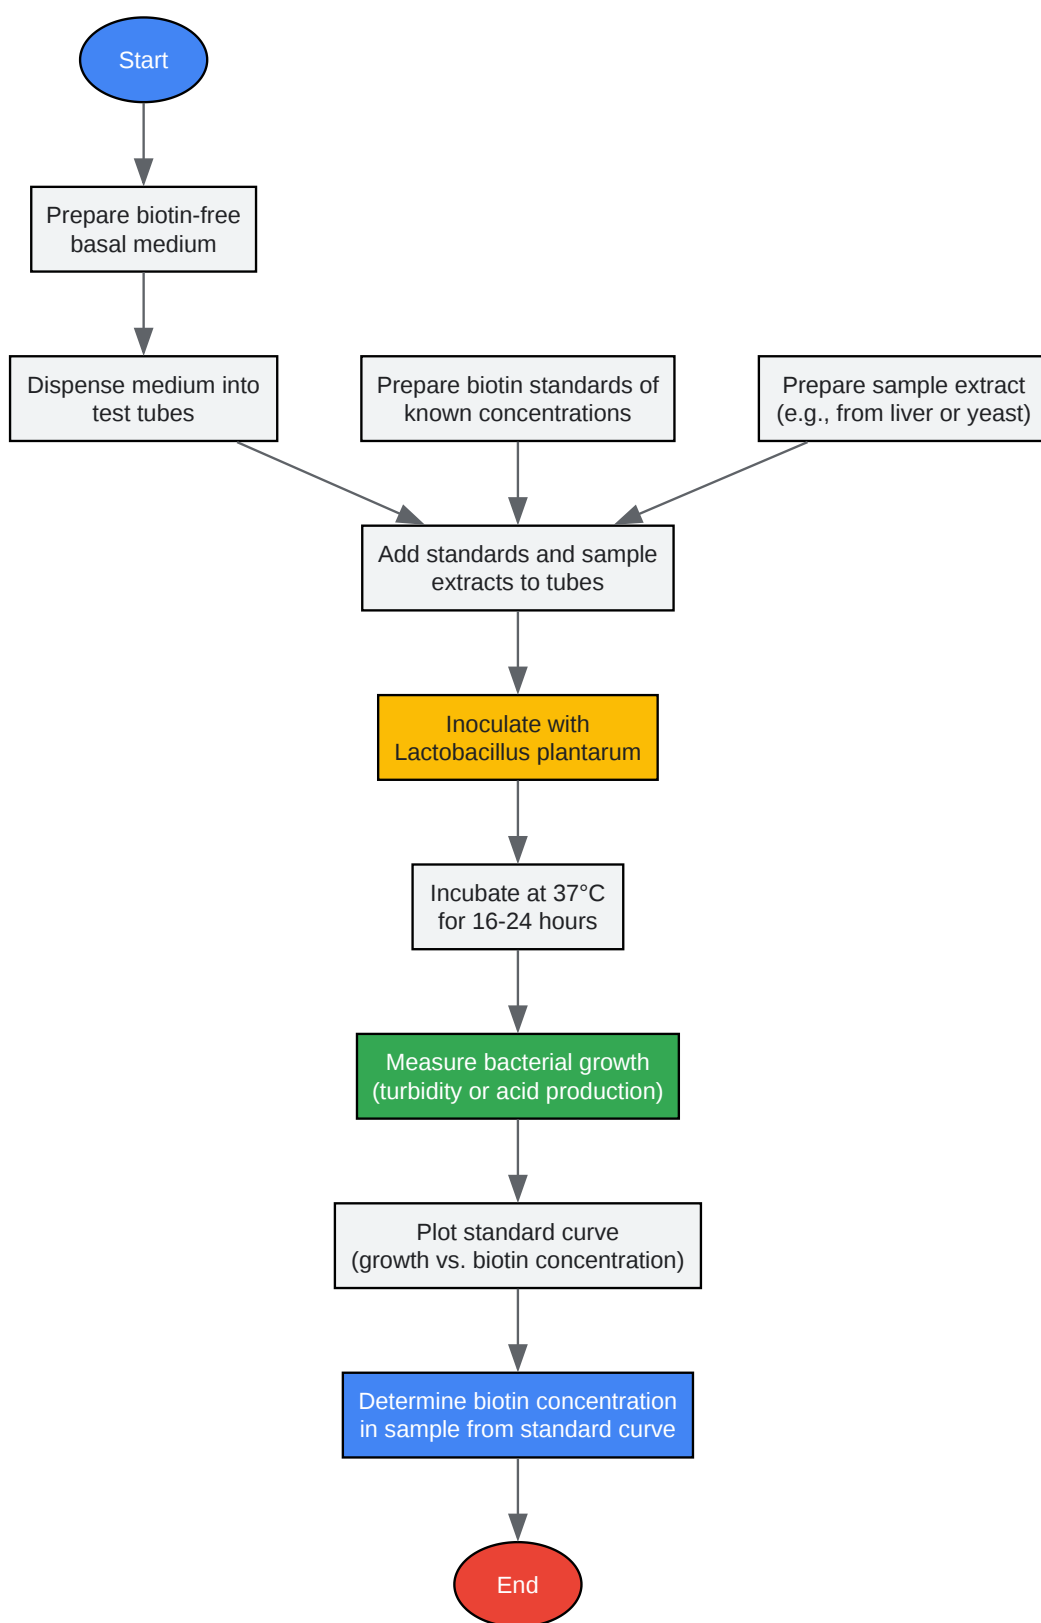 Start
Prepare biotin-free
basal medium
Dispense medium into
test tubes
Prepare biotin standards of
known concentrations
Prepare sample extract
(e.g., from liver or yeast)
Add standards and sample
extracts to tubes
Inoculate with
Lactobacillus plantarum
Incubate at 37°C
for 16-24 hours
Measure bacterial growth
(turbidity or acid production)
Plot standard curve
(growth vs. biotin concentration)
Determine biotin concentration
in sample from standard curve
End